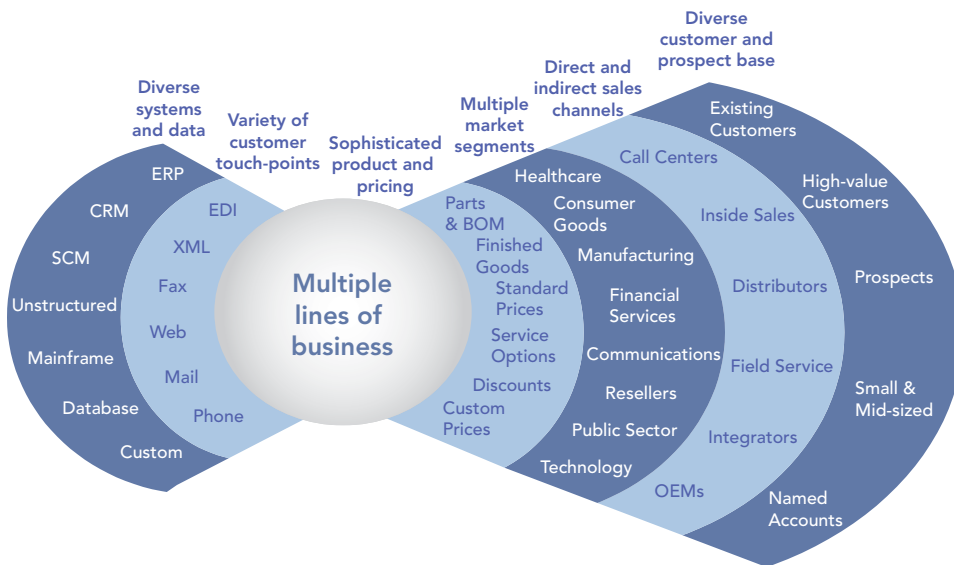 Diverse
systems
and data
Variety of
customer
touch-points
Sophisticated
product and
pricing
Multiple
market
segments
Direct and
indirect sales
channels
Diverse
customer and
prospect base
ERP
CRM
SCM
Unstructured
Mainframe
Database
Custom
EDI
XML
Fax
Web
Mail
Phone
Multiple
lines of
business
Parts
& BOM
Finished
Goods
Standard
Prices
Service
Options
Discounts
Custom
Prices
Healthcare
Consumer
Goods
Manufacturing
Financial
Services
Communications
Resellers
Public Sector
Technology
Call Centers
Inside Sales
Distributors
Field Service
Integrators
OEMs
Existing
Customers
High-value
Customers
Prospects
Small &
Mid-sized
Named
Accounts